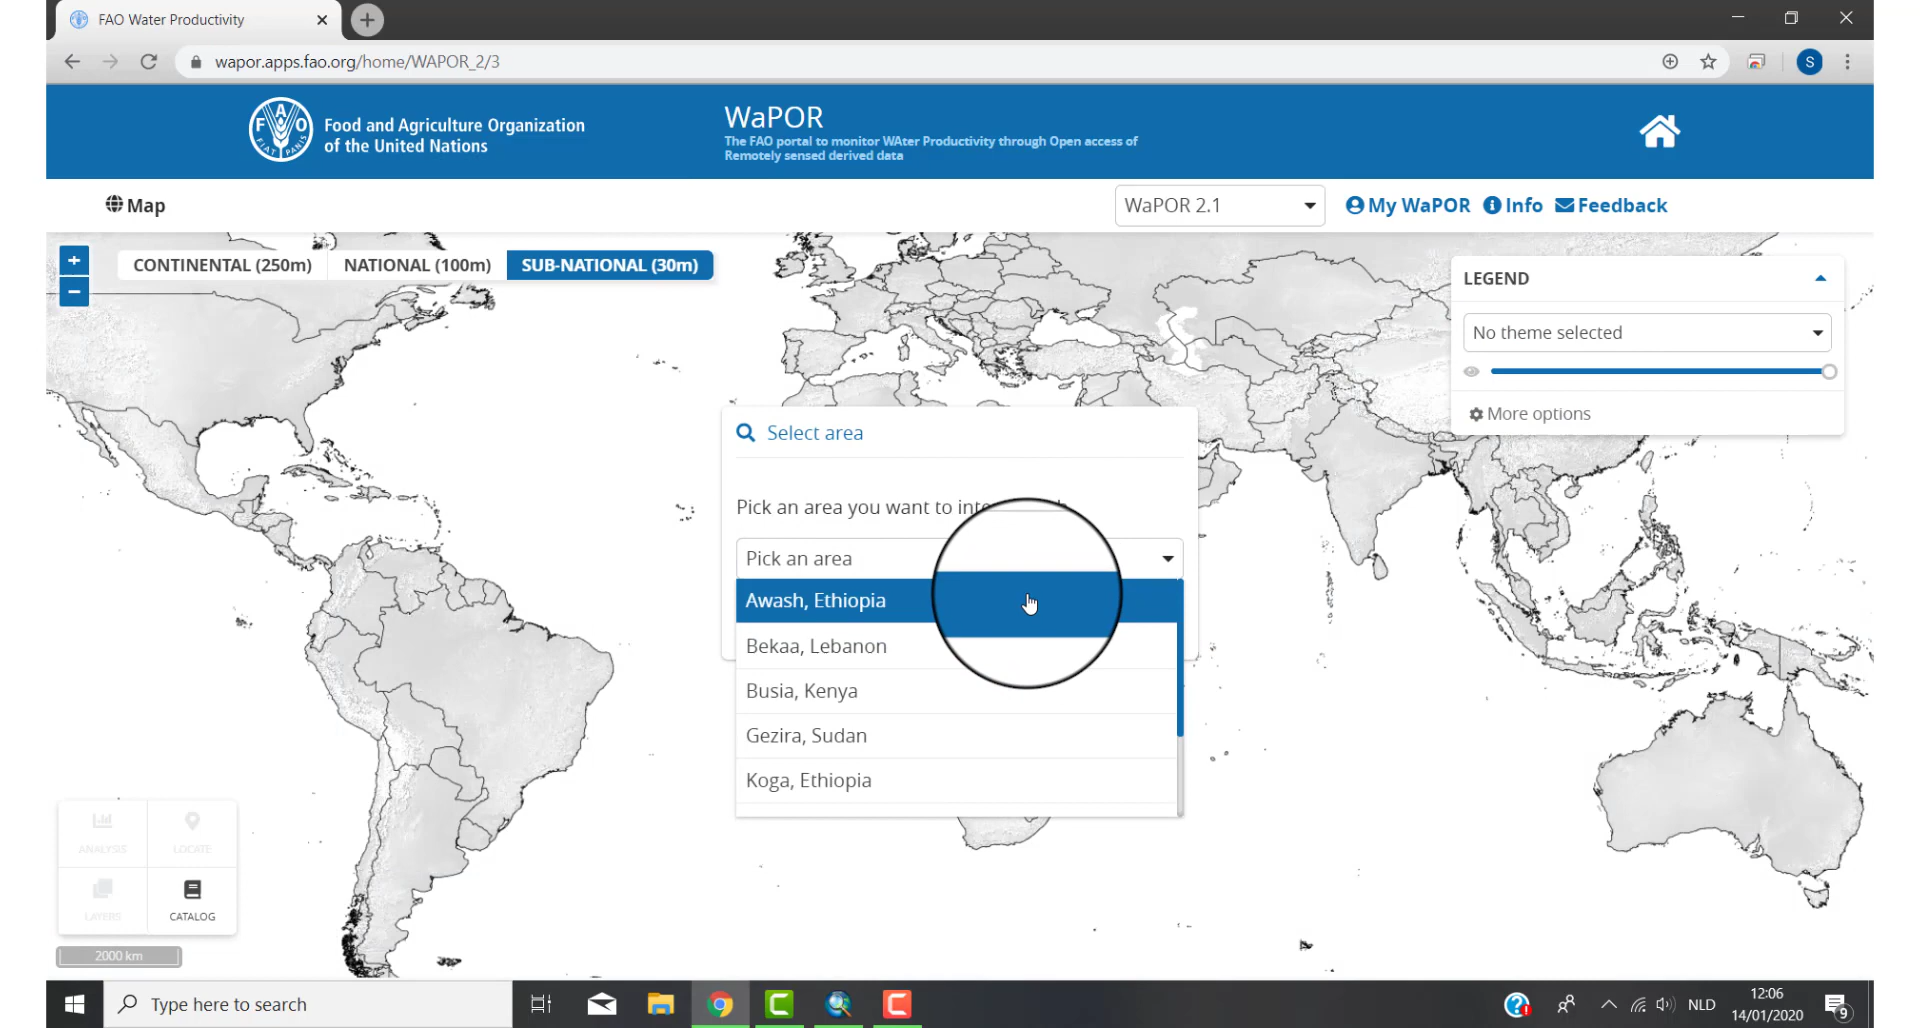 FAO Water Productivity
wapor.apps.fao.org/home/WAPOR_2/3
S
FAO
FIAT PANIS
Food and Agriculture Organization
of the United Nations
WaPOR
The FAO portal to monitor WAter Productivity through Open access of
Remotely sensed derived data
Map
WaPOR 2.1
My WaPOR
Info
Feedback
CONTINENTAL (250m)
NATIONAL (100m)
SUB-NATIONAL (30m)
LEGEND
No theme selected
More options
Select area
Pick an area you want to
Pick an area
Awash, Ethiopia
Bekaa, Lebanon
Busia, Kenya
Gezira, Sudan
Koga, Ethiopia
ANALYSIS
LOCATE
LAYERS
CATALOG
2000 km
Type here to search
NLD
12:06
14/01/2020
9